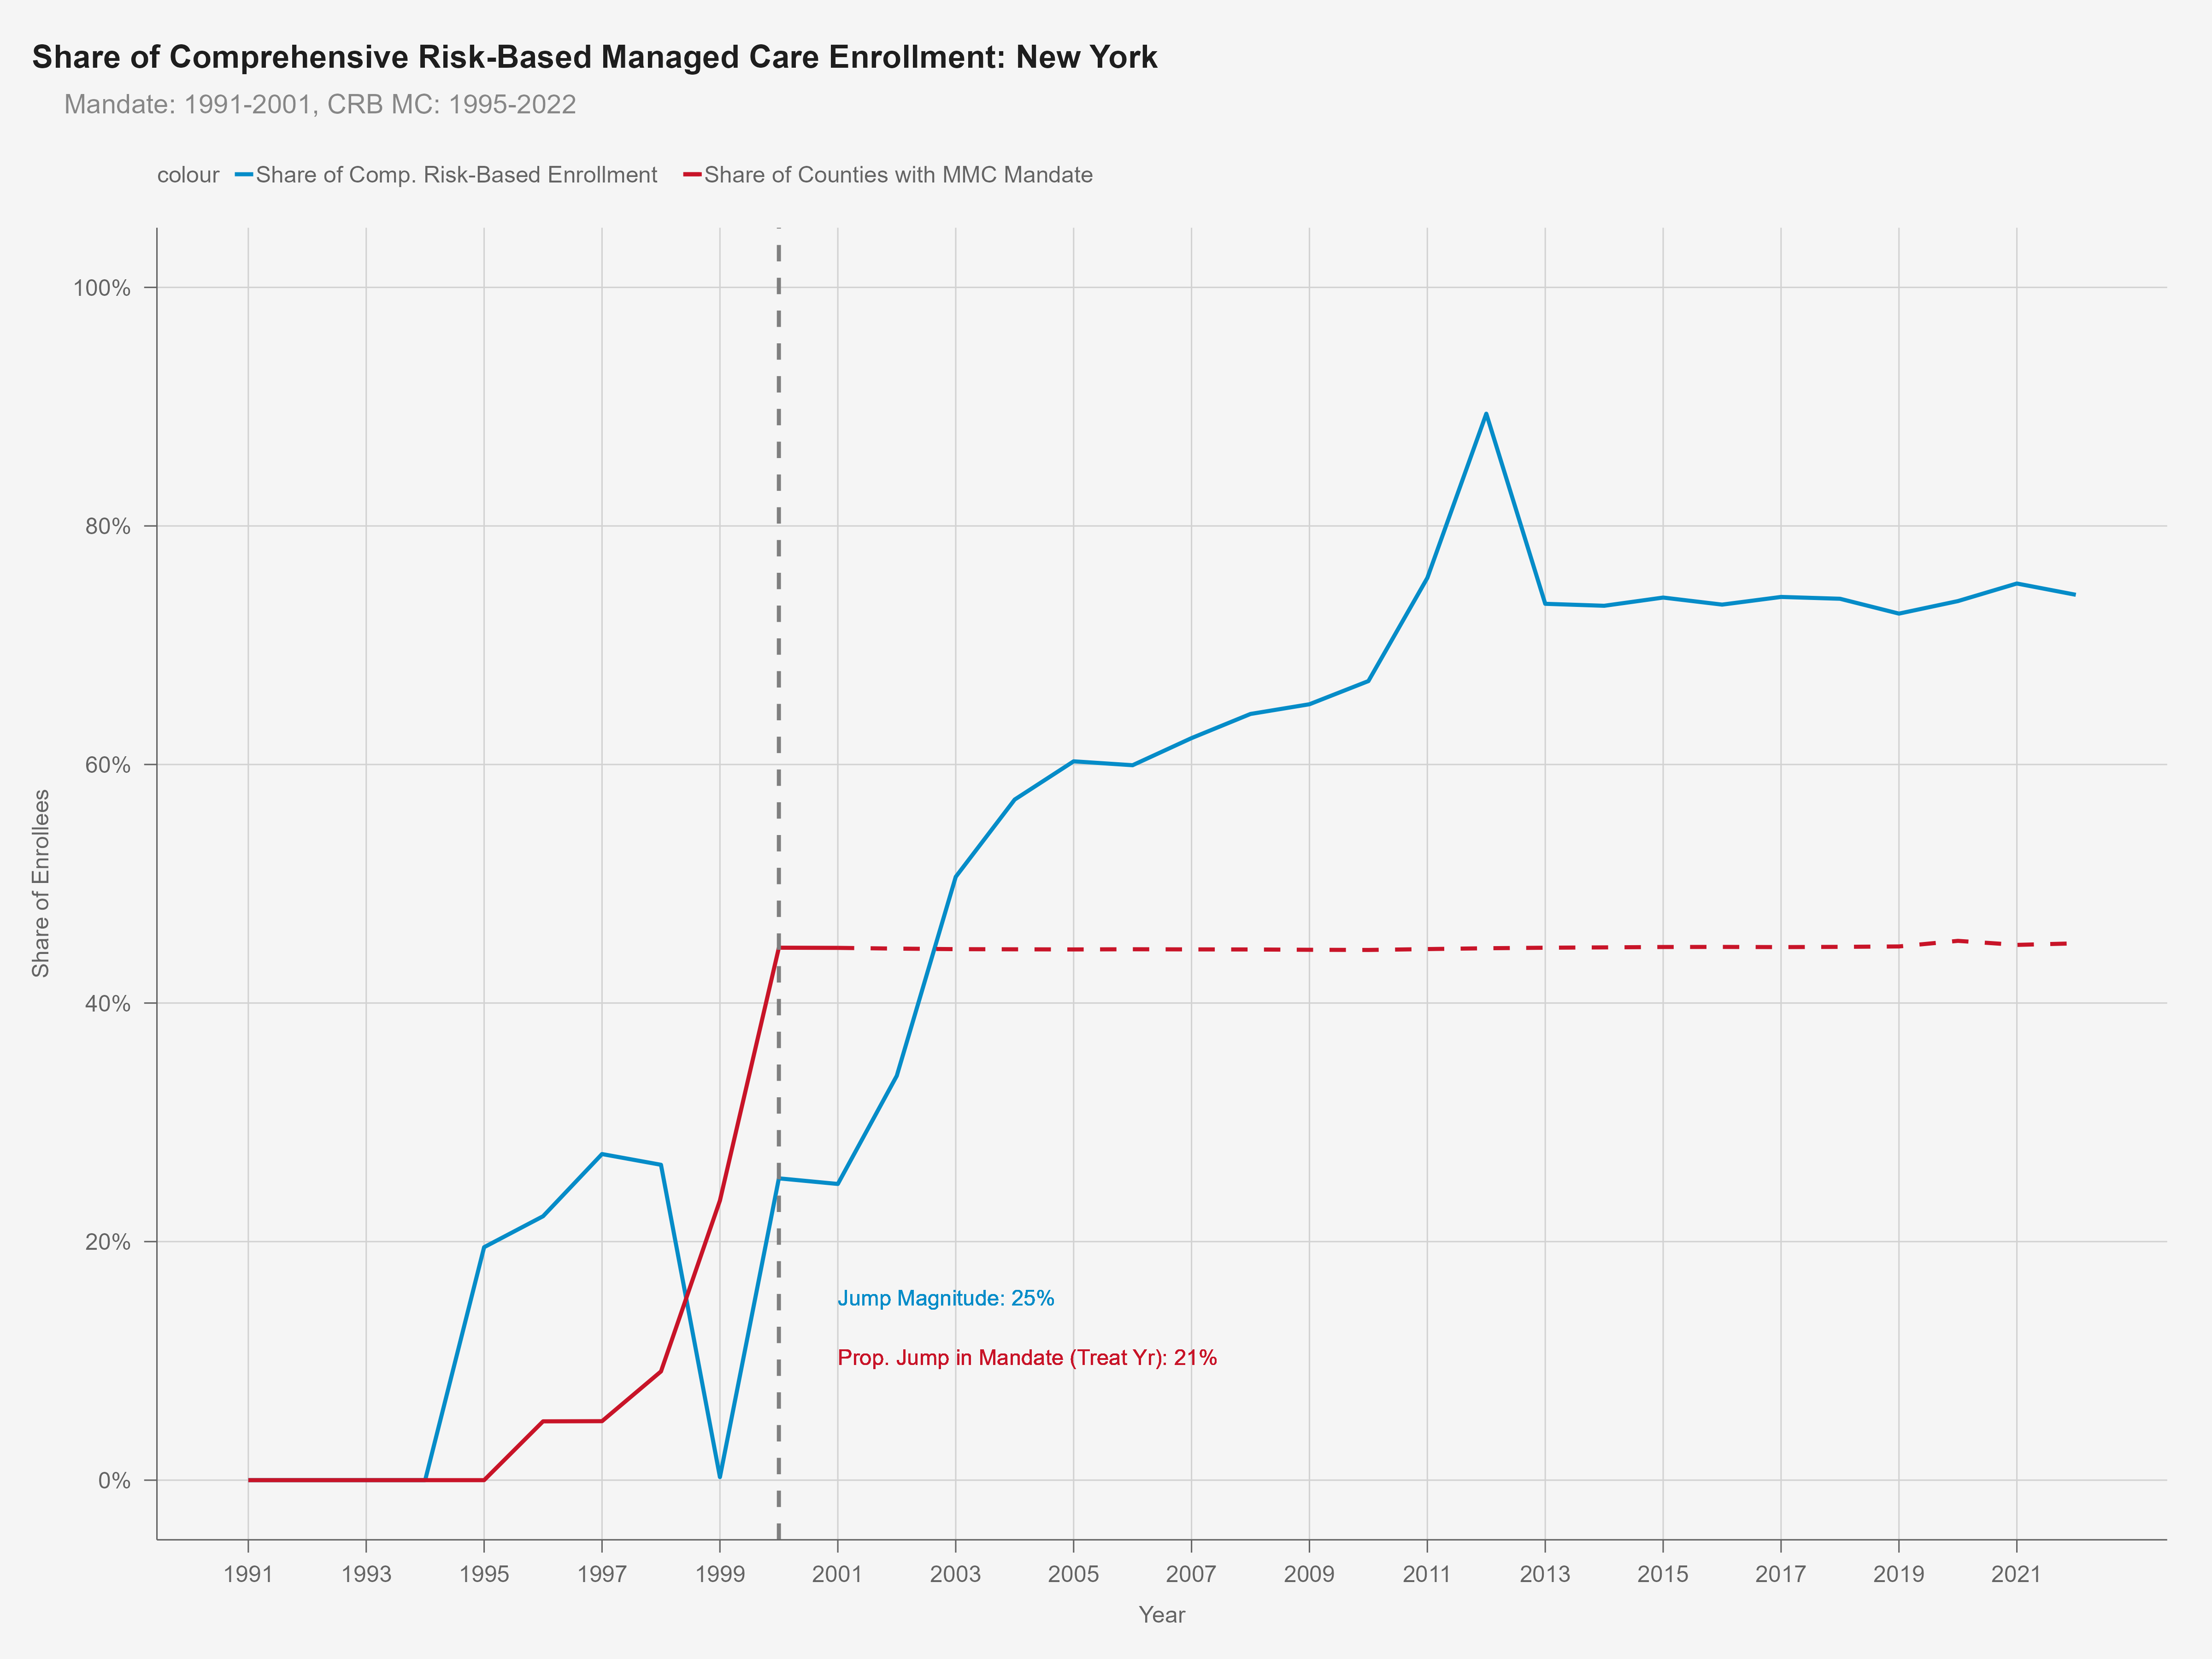 Share of Comprehensive Risk-Based Managed Care Enrollment: New York
Mandate: 1991-2001, CRB MC: 1995-2022
colour Share of Comp. Risk-Based Enrollment Share of Counties with MMC Mandate
100%
80%
60%
40%
20%
0%
Share of Enrollees
Jump Magnitude: 25%
Prop. Jump in Mandate (Treat Yr): 21%
1991 1993 1995 1997 1999 2001 2003 2005 2007 2009 2011 2013 2015 2017 2019 2021
Year